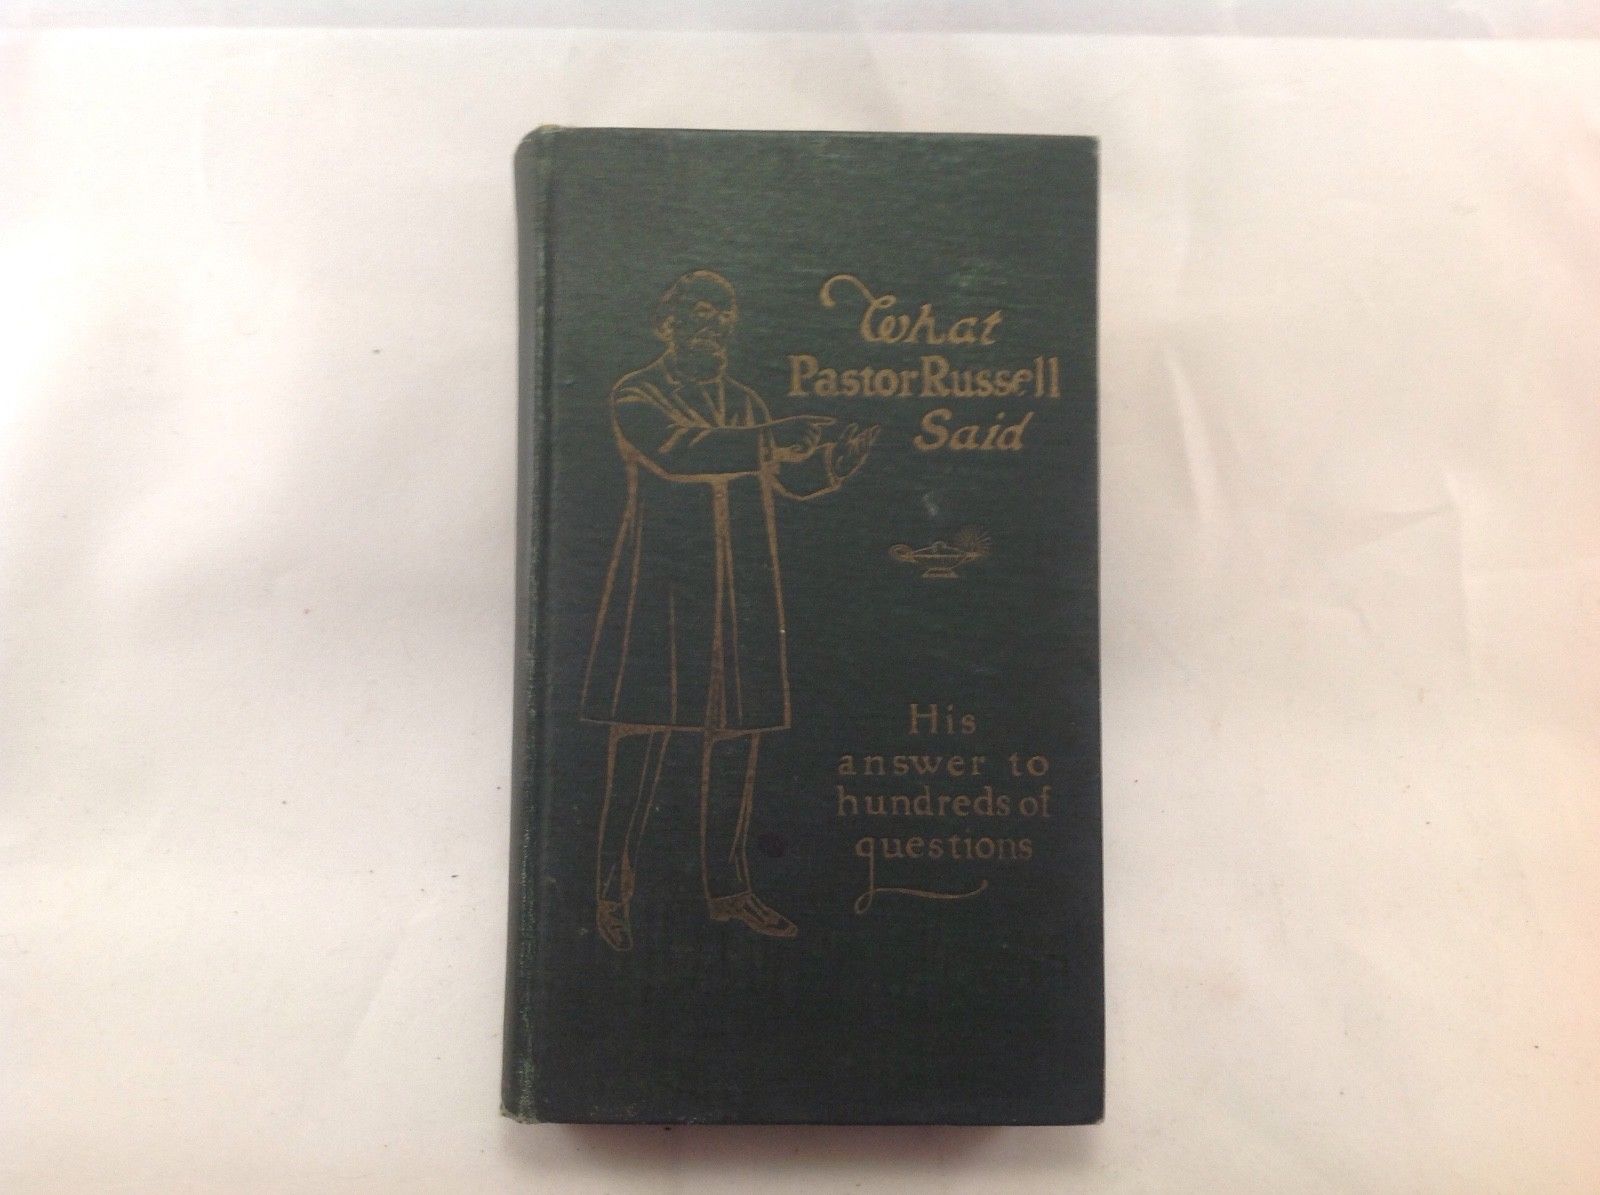 What
Pastor Russell
Said
His
answer to
hundreds of
questions